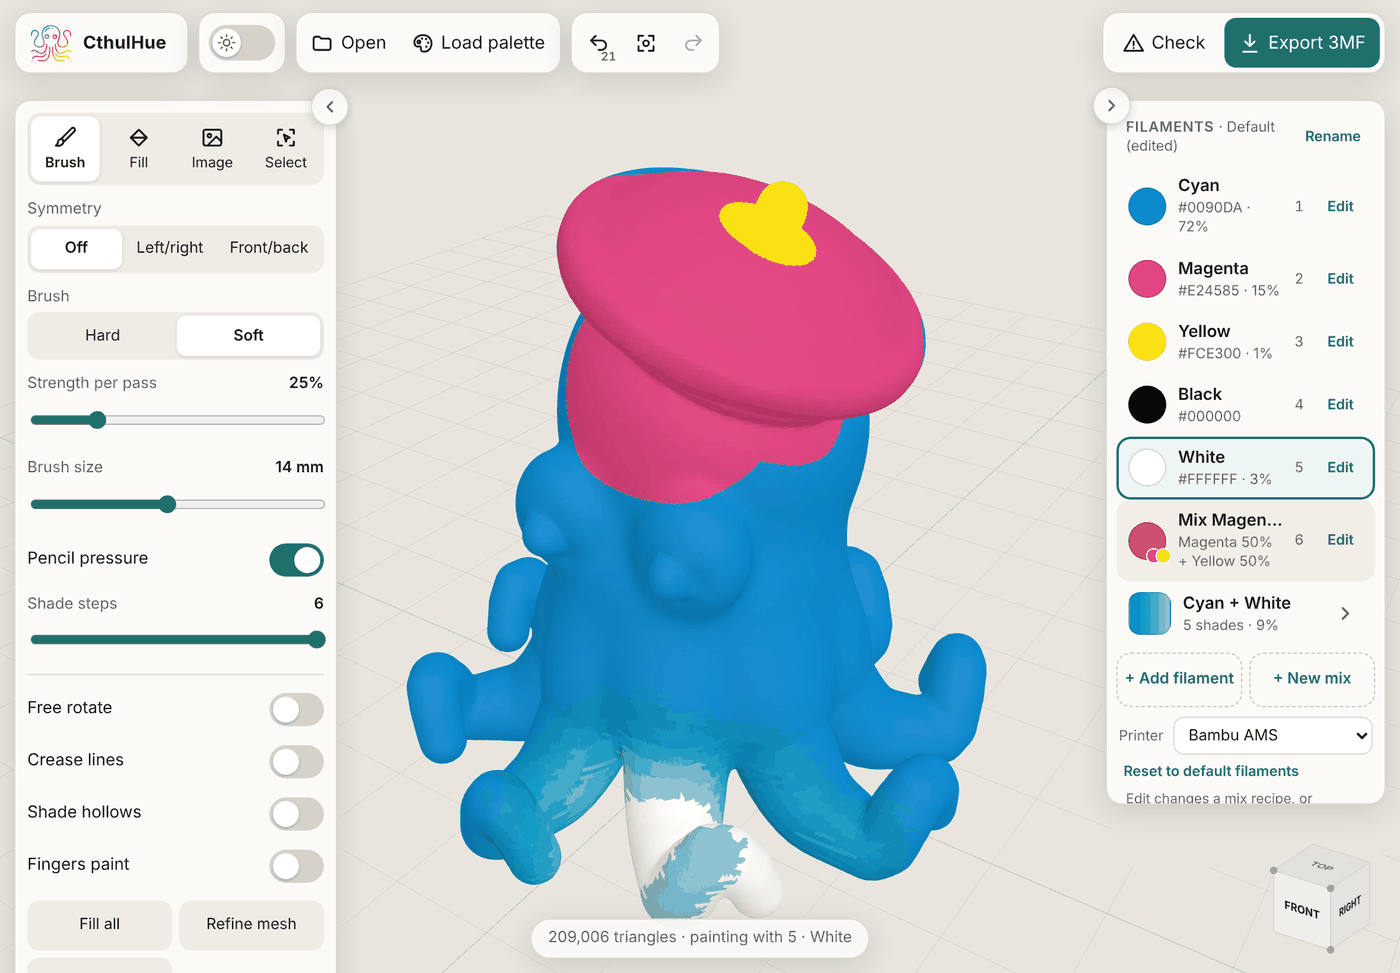 CthulHue
Open
Load palette
21
Check
Export 3MF
Brush
Fill
Image
Select
Symmetry
Off
Left/right
Front/back
Brush
Hard
Soft
Strength per pass
25%
Brush size
14 mm
Pencil pressure
Shade steps
6
Free rotate
Crease lines
Shade hollows
Fingers paint
Fill all
Refine mesh
FILAMENTS · Default
(edited)
Rename
Cyan
#0090DA ·
72%
1
Edit
Magenta
#E24585 · 15%
2
Edit
Yellow
#FCE300 · 1%
3
Edit
Black
#000000
4
Edit
White
#FFFFFF · 3%
5
Edit
Mix Magen...
Magenta 50%
+ Yellow 50%
6
Edit
Cyan + White
5 shades · 9%
+ Add filament
+ New mix
Printer
Bambu AMS
Reset to default filaments
Edit changes a mix recipe, or
TOP
FRONT
RIGHT
209,006 triangles · painting with 5 · White